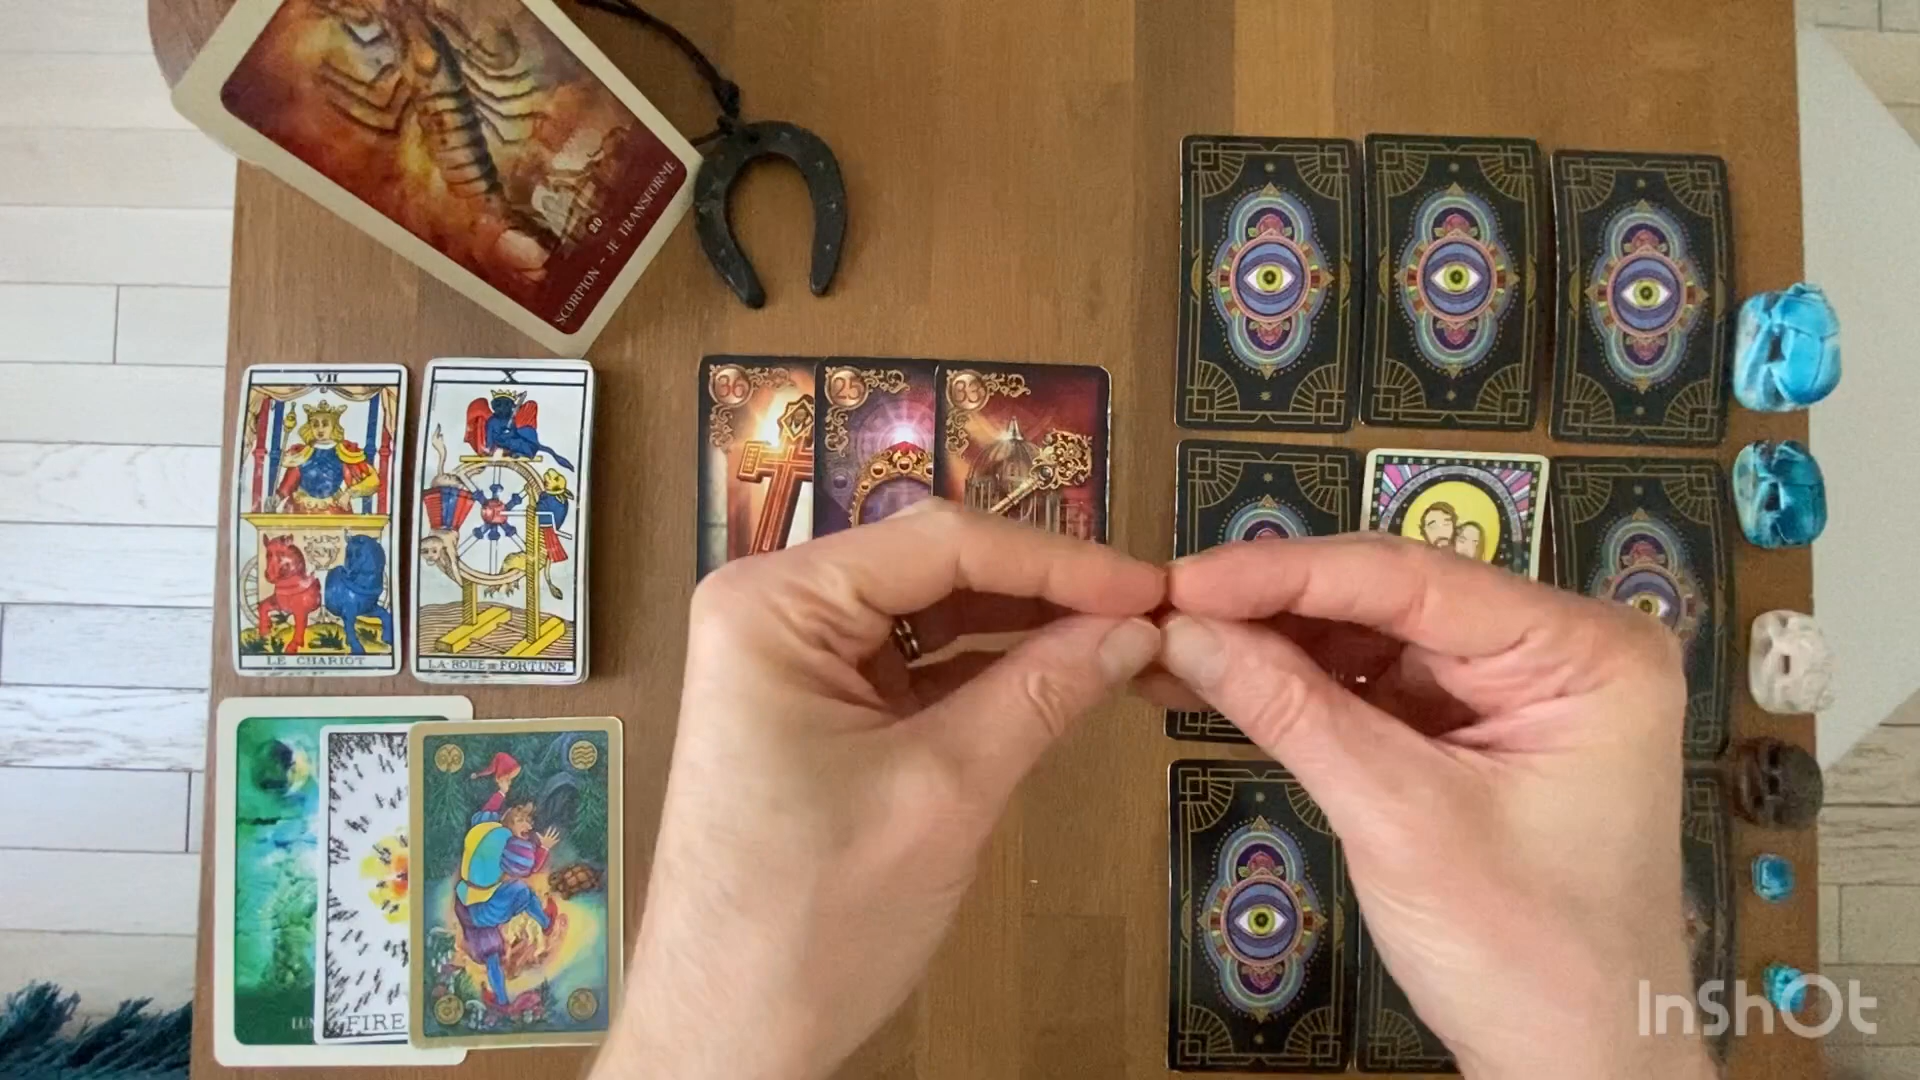 20
SCORPION - JE TRANSFORME
VII
LE CHARIOT
X
LA ROUE DE FORTUNE
36
25
33
FIRE
InShOt